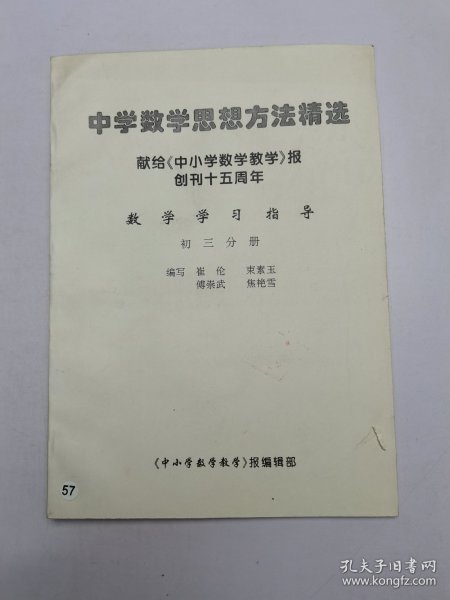 中学数学思想方法精选
献给《中小学数学教学》报
创刊十五周年
数学学习指导
初三分册
编写 崔伦 束素玉
傅崇武 焦艳雪
《中小学数学教学》报编辑部
57
孔夫子旧书网
www.kongfz.com